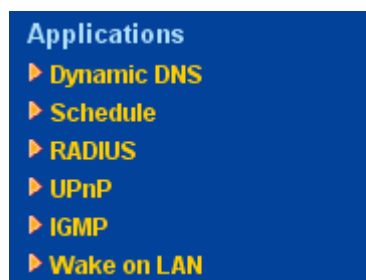 Applications
Dynamic DNS
Schedule
RADIUS
UPnP
IGMP
Wake on LAN